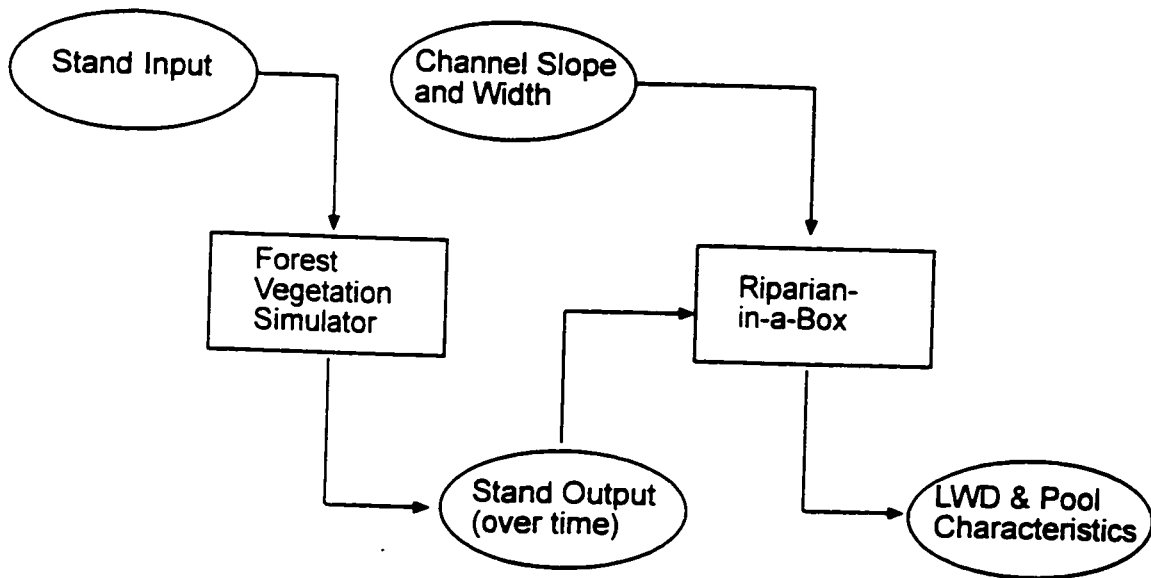 Stand Input
Channel Slope
and Width
Forest
Vegetation
Simulator
Riparian-
in-a-Box
Stand Output
(over time)
LWD & Pool
Characteristics